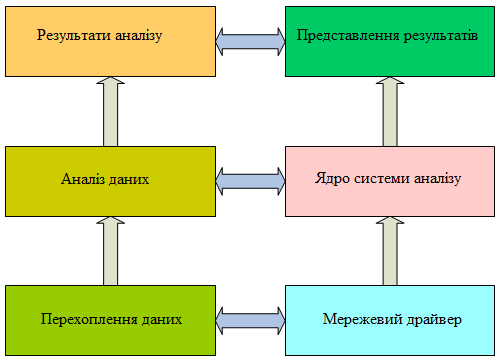 Результати аналізу
Представлення результатів
Аналіз даних
Ядро системи аналізу
Перехоплення даних
Мережевий драйвер